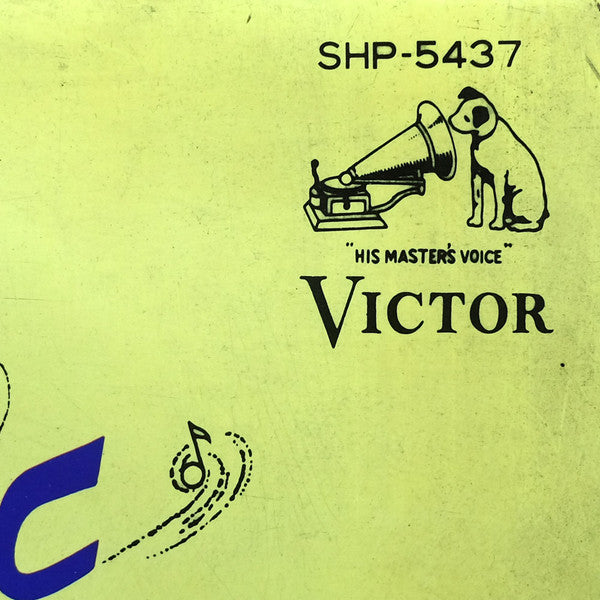 SHP-5437
"HIS MASTER'S VOICE"
VICTOR
C